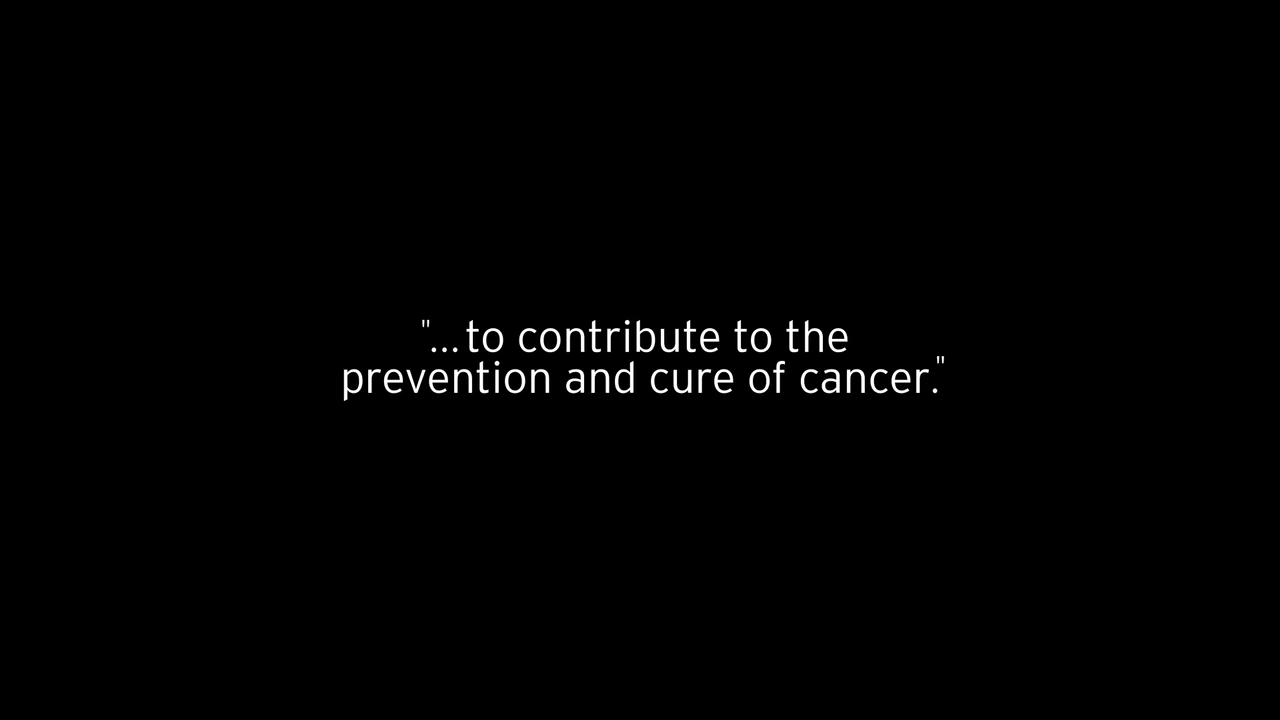 "... to contribute to the
prevention and cure of cancer."